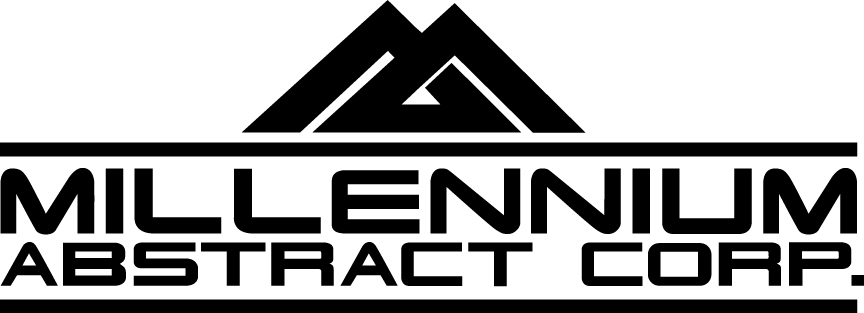 MILLENNIUM
ABSTRACT CORP.